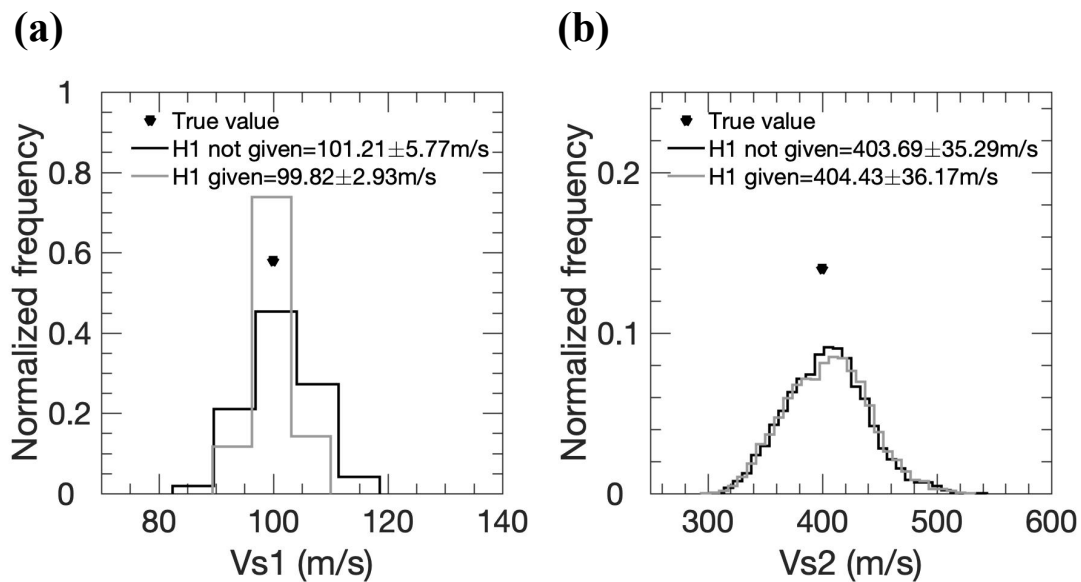 (a)
1
0.8
0.6
0.4
0.2
0
Normalized frequency
True value
H1 not given=101.21±5.77m/s
H1 given=99.82±2.93m/s
80 100 120 140
Vs1 (m/s)
(b)
0.2
0.1
0
Normalized frequency
True value
H1 not given=403.69±35.29m/s
H1 given=404.43±36.17m/s
300 400 500 600
Vs2 (m/s)